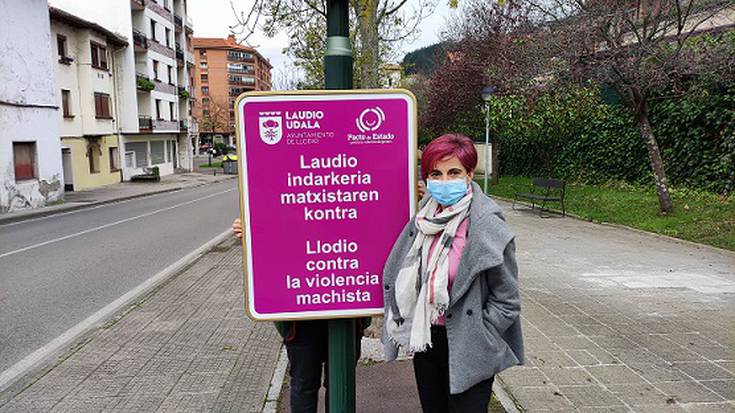 LAUDIO
UDALA
AYUNTAMIENTO
DE LLODIO
Pacto de Estado
Laudio
indarkeria
matxistaren
kontra
Llodio
contra
la violencia
machista